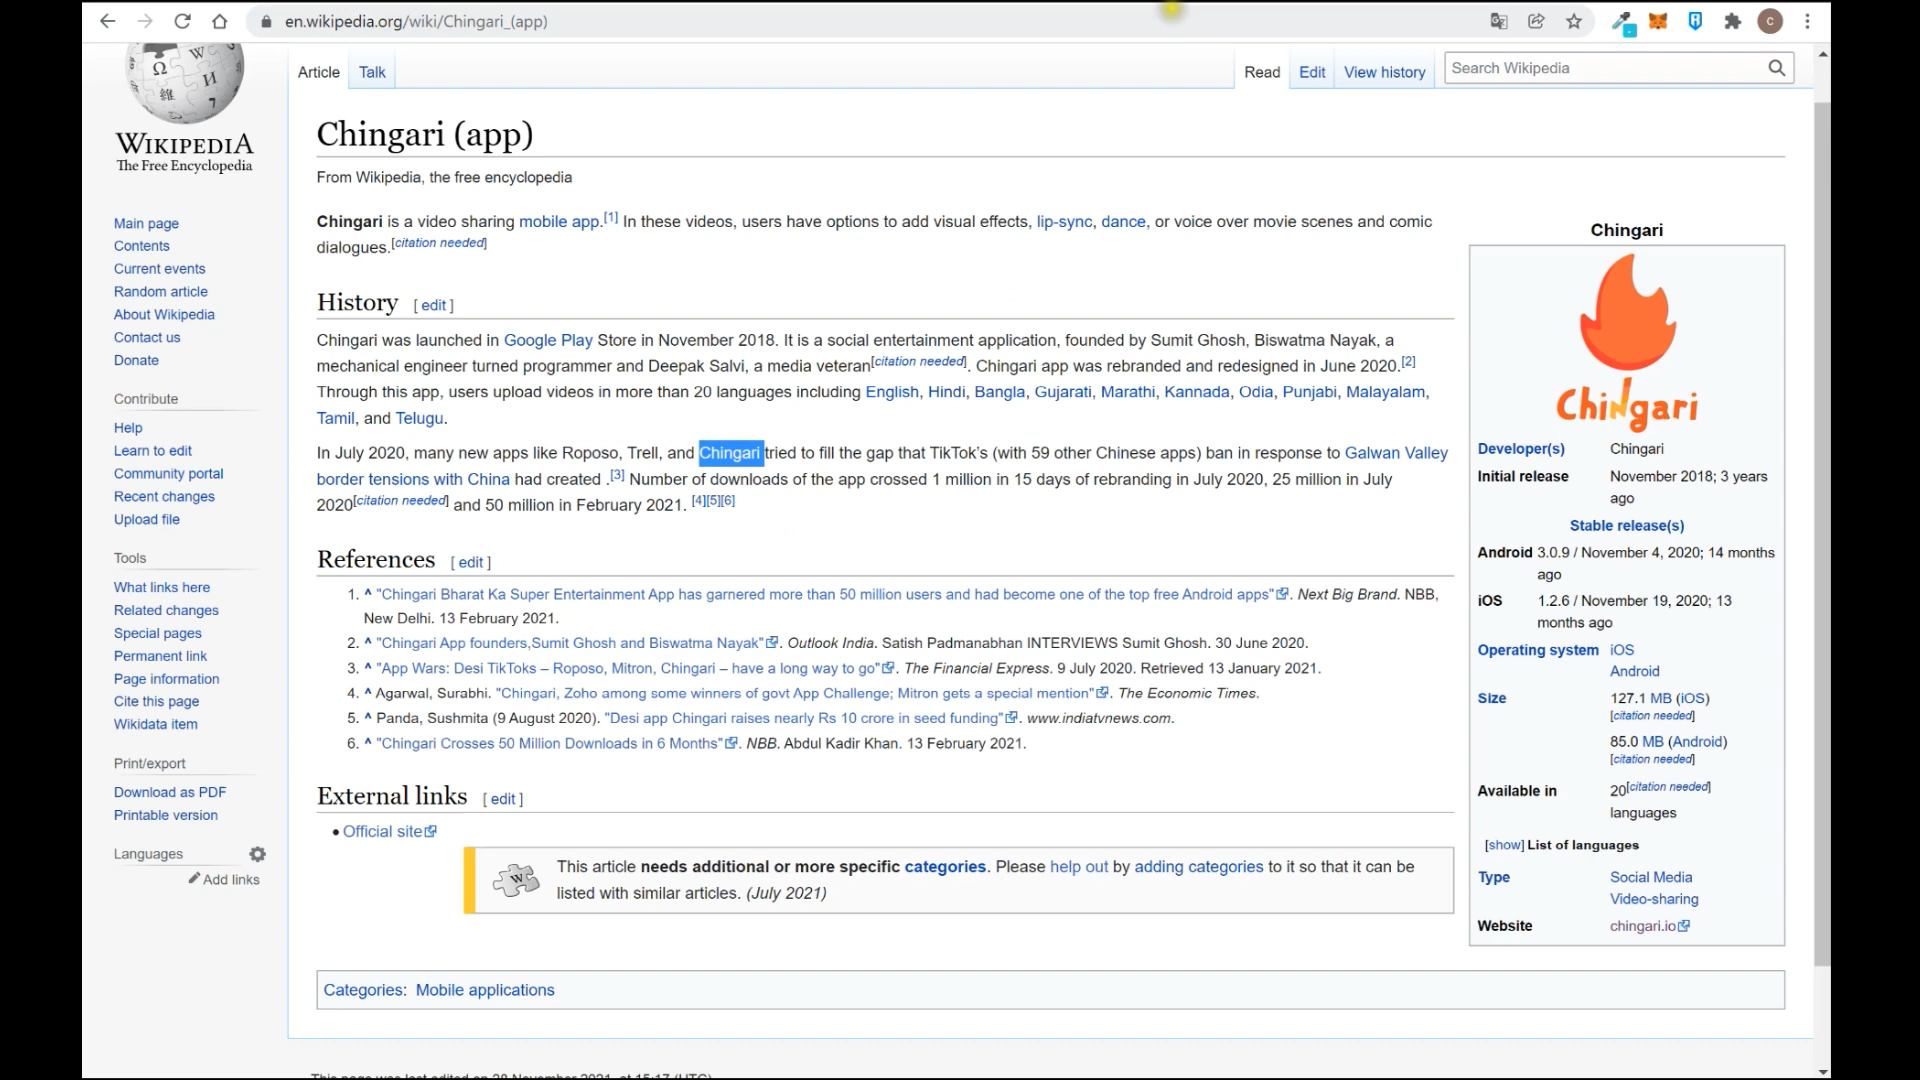 en.wikipedia.org/wiki/Chingari_(app)
C
Article
Talk
Read
Edit
View history
Search Wikipedia
WIKIPEDIA
The Free Encyclopedia
Main page
Contents
Current events
Random article
About Wikipedia
Contact us
Donate
Contribute
Help
Learn to edit
Community portal
Recent changes
Upload file
Tools
What links here
Related changes
Special pages
Permanent link
Page information
Cite this page
Wikidata item
Print/export
Download as PDF
Printable version
Languages
Add links
Chingari (app)
From Wikipedia, the free encyclopedia
Chingari is a video sharing mobile app.[1] In these videos, users have options to add visual effects, lip-sync, dance, or voice over movie scenes and comic
dialogues.[citation needed]
History [ edit ]
Chingari was launched in Google Play Store in November 2018. It is a social entertainment application, founded by Sumit Ghosh, Biswatma Nayak, a
mechanical engineer turned programmer and Deepak Salvi, a media veteran[citation needed]. Chingari app was rebranded and redesigned in June 2020.[2]
Through this app, users upload videos in more than 20 languages including English, Hindi, Bangla, Gujarati, Marathi, Kannada, Odia, Punjabi, Malayalam,
Tamil, and Telugu.
In July 2020, many new apps like Roposo, Trell, and Chingari tried to fill the gap that TikTok's (with 59 other Chinese apps) ban in response to Galwan Valley
border tensions with China had created .[3] Number of downloads of the app crossed 1 million in 15 days of rebranding in July 2020, 25 million in July
2020[citation needed] and 50 million in February 2021. [4][5][6]
References [ edit ]
1. ^ "Chingari Bharat Ka Super Entertainment App has garnered more than 50 million users and had become one of the top free Android apps". Next Big Brand. NBB,
New Delhi. 13 February 2021.
2. ^ "Chingari App founders,Sumit Ghosh and Biswatma Nayak". Outlook India. Satish Padmanabhan INTERVIEWS Sumit Ghosh. 30 June 2020.
3. ^ "App Wars: Desi TikToks – Roposo, Mitron, Chingari – have a long way to go". The Financial Express. 9 July 2020. Retrieved 13 January 2021.
4. ^ Agarwal, Surabhi. "Chingari, Zoho among some winners of govt App Challenge; Mitron gets a special mention". The Economic Times.
5. ^ Panda, Sushmita (9 August 2020). "Desi app Chingari raises nearly Rs 10 crore in seed funding". www.indiatvnews.com.
6. ^ "Chingari Crosses 50 Million Downloads in 6 Months". NBB. Abdul Kadir Khan. 13 February 2021.
External links [ edit ]
• Official site
This article needs additional or more specific categories. Please help out by adding categories to it so that it can be
listed with similar articles. (July 2021)
Categories: Mobile applications
This page was last edited on 28 November 2021, at 15:17 (UTC).
Chingari
Chingari
Developer(s) Chingari
Initial release November 2018; 3 years
ago
Stable release(s)
Android 3.0.9 / November 4, 2020; 14 months
ago
iOS 1.2.6 / November 19, 2020; 13
months ago
Operating system iOS
Android
Size 127.1 MB (iOS)
[citation needed]
85.0 MB (Android)
[citation needed]
Available in 20[citation needed]
languages
[show] List of languages
Type Social Media
Video-sharing
Website chingari.io